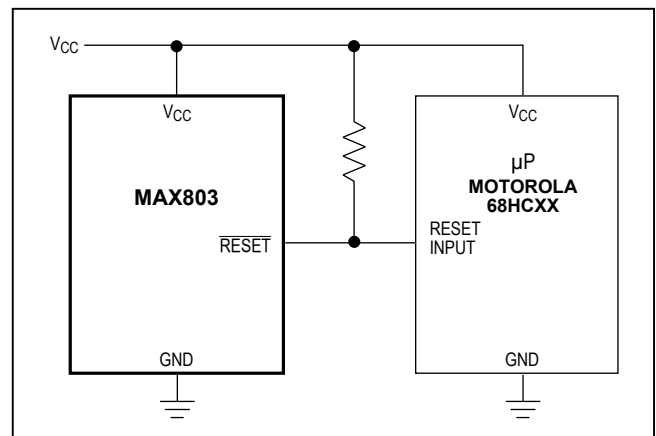 VCC
VCC
MAX803
RESET
GND
VCC
µP
MOTOROLA
68HCXX
RESET
INPUT
GND